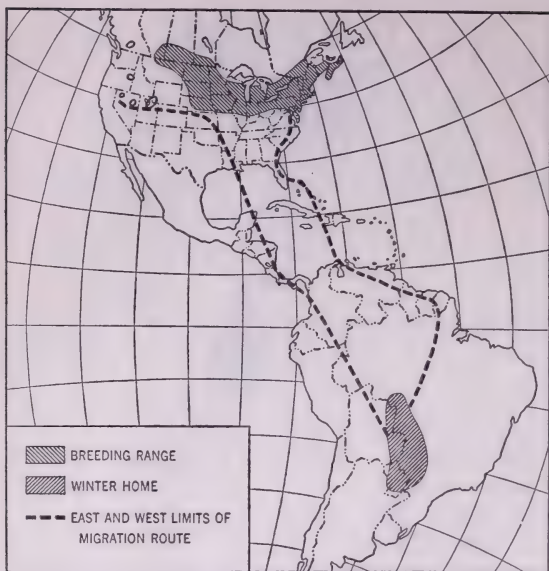 BREEDING RANGE
WINTER HOME
EAST AND WEST LIMITS OF
MIGRATION ROUTE